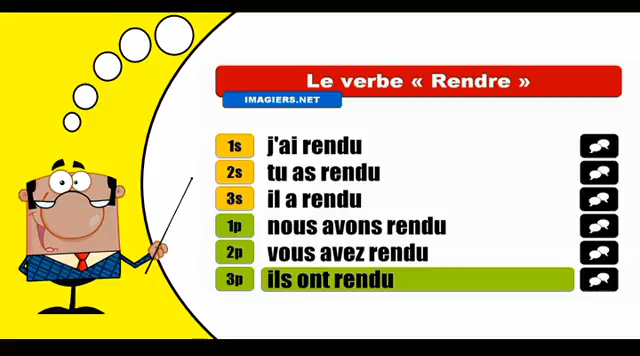 Le verbe « Rendre »
IMAGIERS.NET
1s j'ai rendu
2s tu as rendu
3s il a rendu
1p nous avons rendu
2p vous avez rendu
3p ils ont rendu